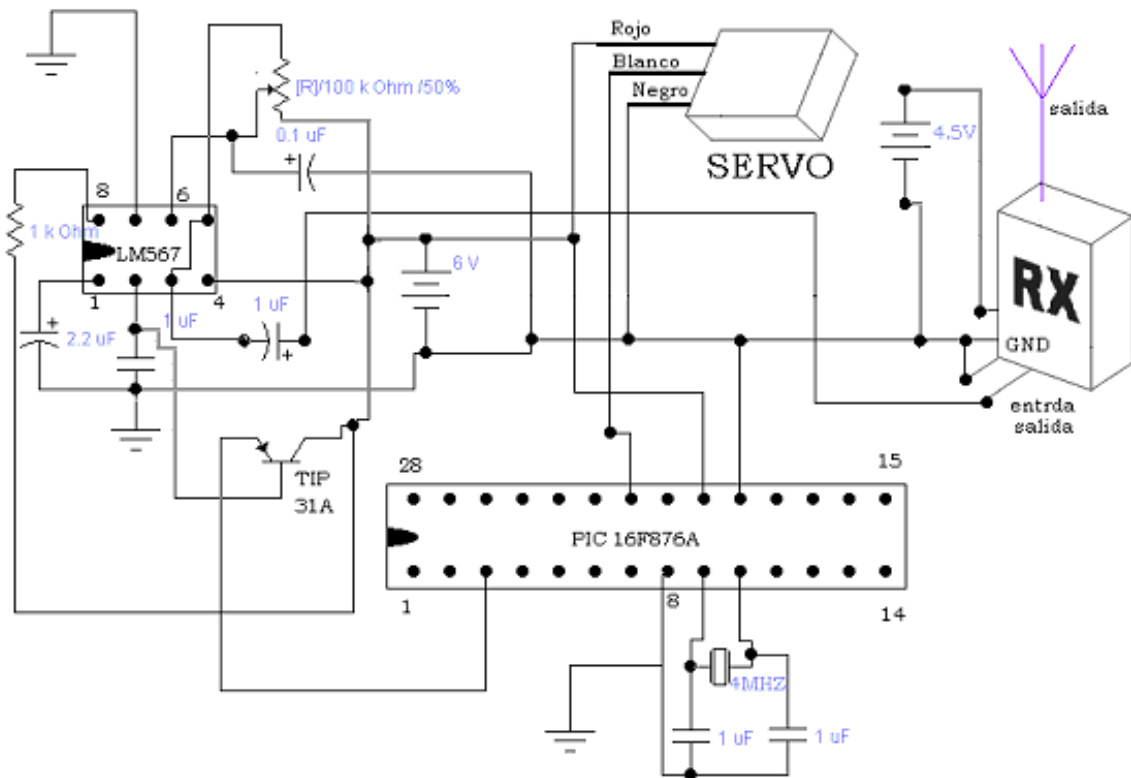 Rojo
Blanco
Negro
SERVO
[R]/100 k Ohm /50%
0.1 uF
4.5V
salida
8
6
1 k Ohm
LM567
1
4
1 uF
1 uF
2.2 uF
6 V
RX
GND
entrda
salida
TIP
31A
28
15
PIC 16F876A
1
8
14
4MHZ
1 uF
1 uF